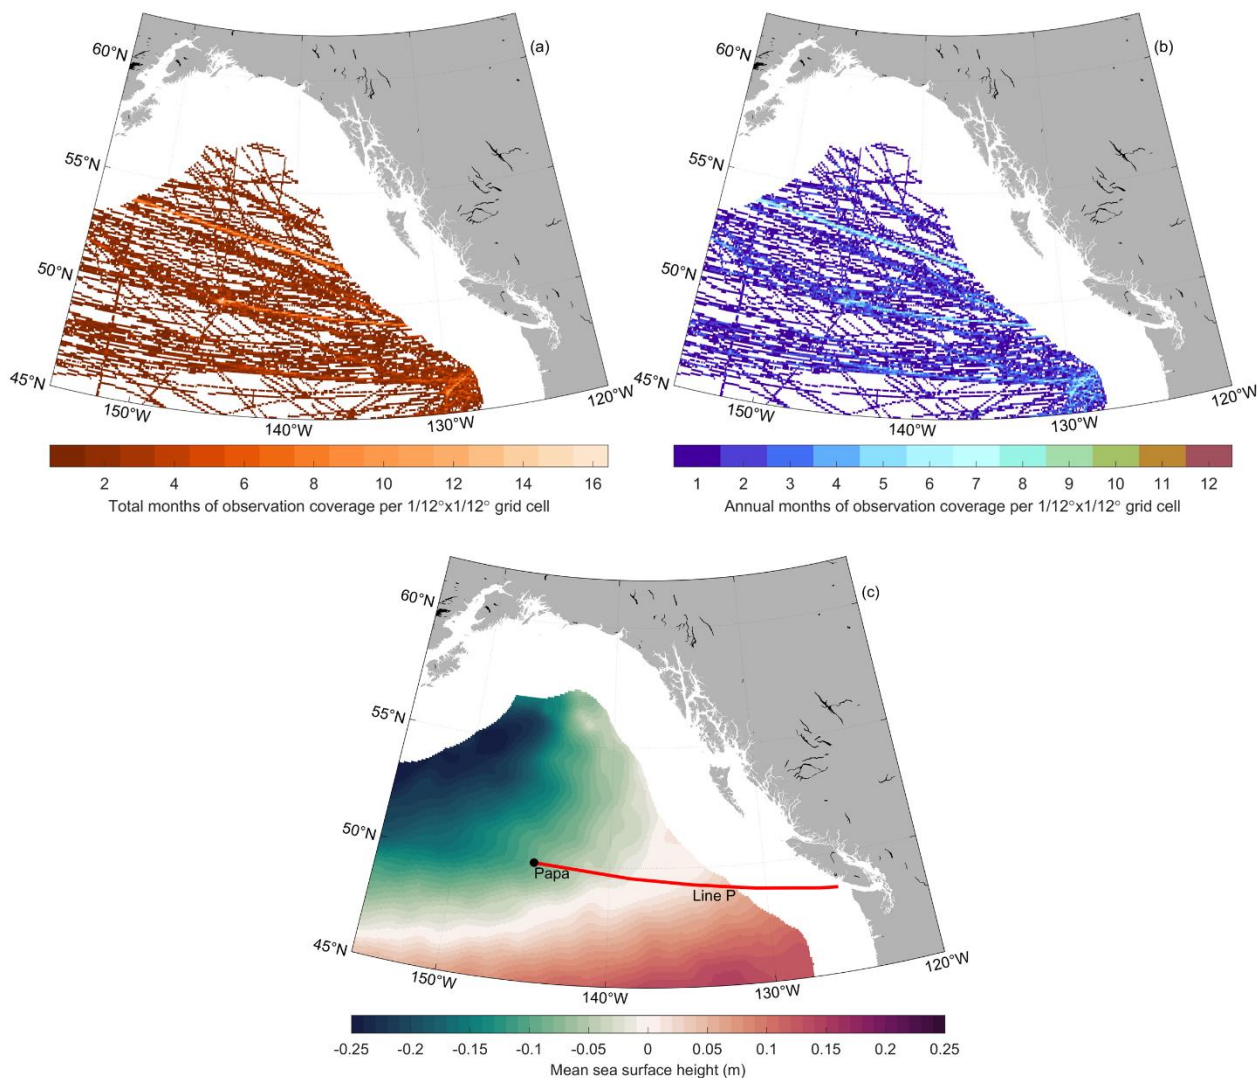 (a)
60°N
55°N
50°N
45°N
150°W
140°W
130°W
120°W
2 4 6 8 10 12 14 16
Total months of observation coverage per 1/12°x1/12° grid cell
(b)
60°N
55°N
50°N
45°N
150°W
140°W
130°W
120°W
1 2 3 4 5 6 7 8 9 10 11 12
Annual months of observation coverage per 1/12°x1/12° grid cell
(c)
60°N
55°N
50°N
Papa
Line P
45°N
150°W
140°W
130°W
120°W
-0.25 -0.2 -0.15 -0.1 -0.05 0 0.05 0.1 0.15 0.2 0.25
Mean sea surface height (m)